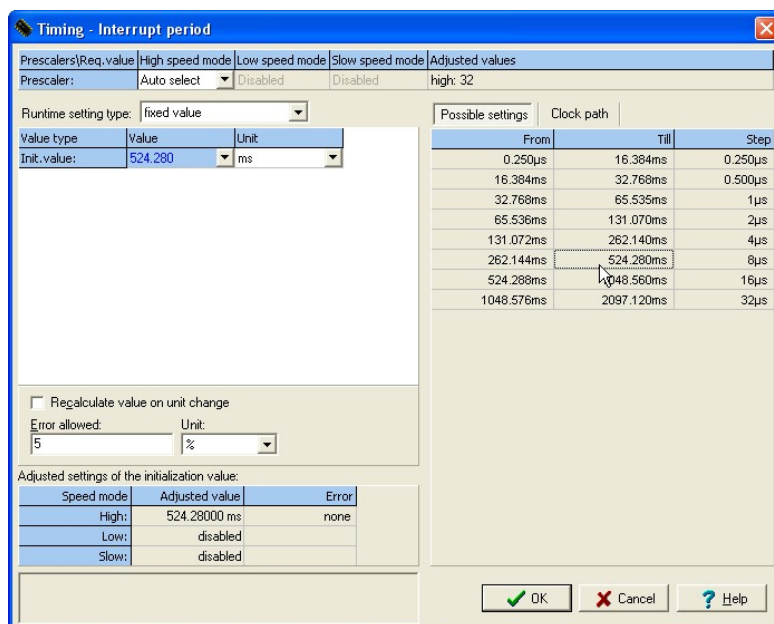 Timing - Interrupt period
Prescalers\Req.value High speed mode Low speed mode Slow speed mode Adjusted values
Prescaler: Auto select Disabled Disabled high: 32
Runtime setting type: fixed value
Value type Value Unit
Init.value: 524.280 ms
Possible settings Clock path
From Till Step
0.250µs 16.384ms 0.250µs
16.384ms 32.768ms 0.500µs
32.768ms 65.535ms 1µs
65.536ms 131.070ms 2µs
131.072ms 262.140ms 4µs
262.144ms 524.280ms 8µs
524.288ms 1048.560ms 16µs
1048.576ms 2097.120ms 32µs
Recalculate value on unit change
Error allowed: Unit:
5 %
Adjusted settings of the initialization value:
Speed mode Adjusted value Error
High: 524.28000 ms none
Low: disabled
Slow: disabled
OK Cancel Help